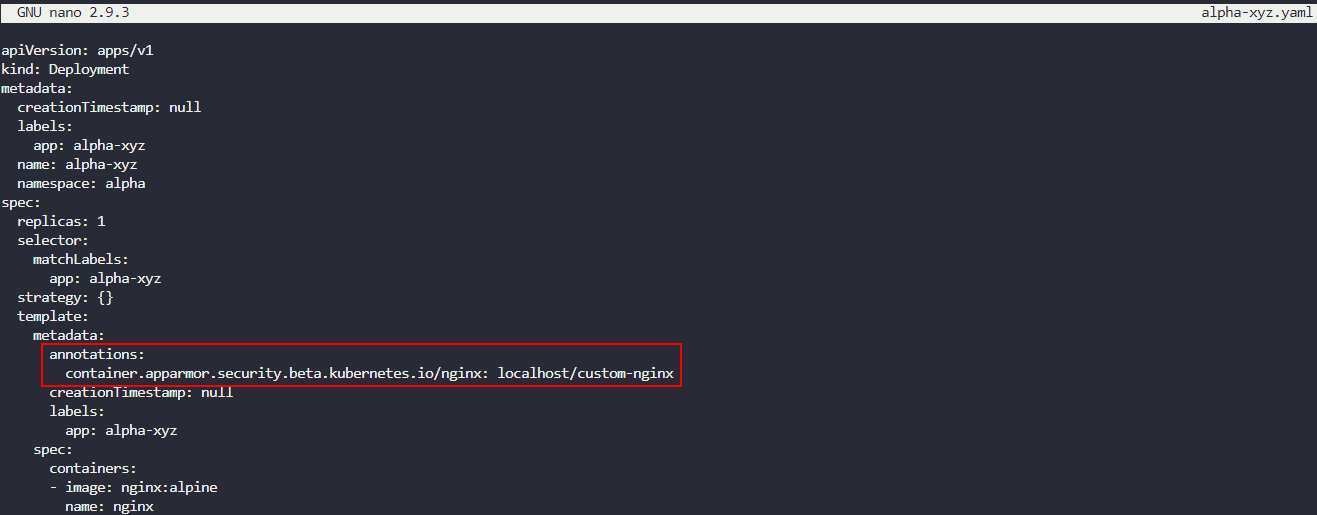 GNU nano 2.9.3 alpha-xyz.yaml
apiVersion: apps/v1
kind: Deployment
metadata:
  creationTimestamp: null
  labels:
    app: alpha-xyz
  name: alpha-xyz
  namespace: alpha
spec:
  replicas: 1
  selector:
    matchLabels:
      app: alpha-xyz
  strategy: {}
  template:
    metadata:
      annotations:
        container.apparmor.security.beta.kubernetes.io/nginx: localhost/custom-nginx
      creationTimestamp: null
      labels:
        app: alpha-xyz
    spec:
      containers:
      - image: nginx:alpine
        name: nginx